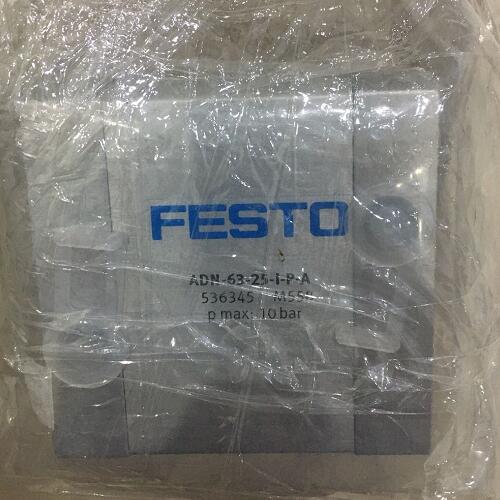 FESTO
ADN-63-25-I-P-A
536345
p max: 10 bar